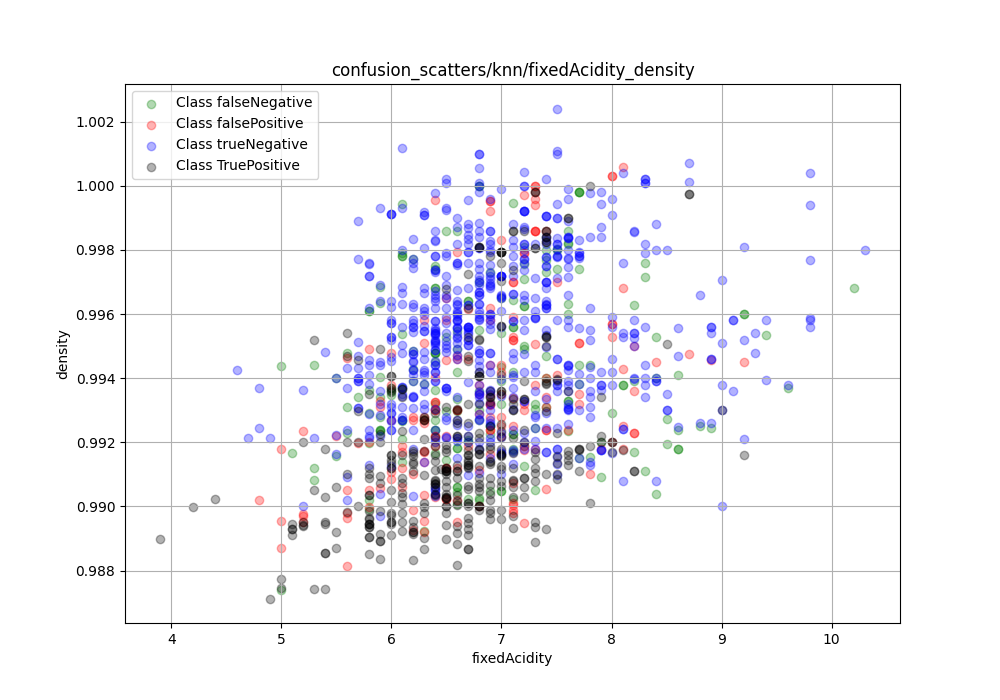 confusion_scatters/knn/fixedAcidity_density
Class falseNegative
Class falsePositive
Class trueNegative
Class TruePositive
1.002
1.000
0.998
0.996
0.994
0.992
0.990
0.988
density
4 5 6 7 8 9 10
fixedAcidity